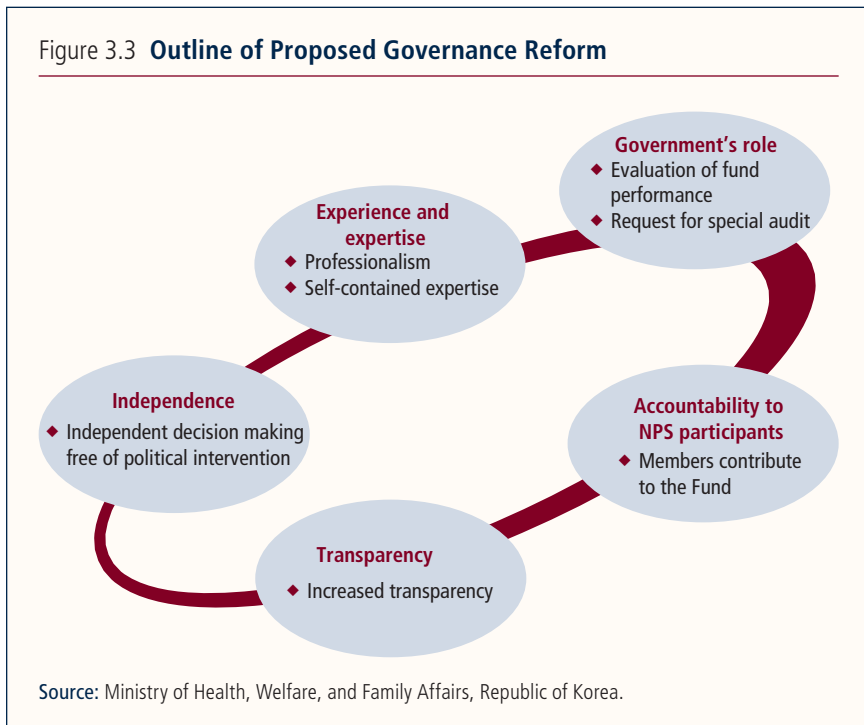 Figure 3.3 Outline of Proposed Governance Reform
Government's role
◆ Evaluation of fund
performance
◆ Request for special audit
Experience and
expertise
◆ Professionalism
◆ Self-contained expertise
Independence
◆ Independent decision making
free of political intervention
Accountability to
NPS participants
◆ Members contribute
to the Fund
Transparency
◆ Increased transparency
Source: Ministry of Health, Welfare, and Family Affairs, Republic of Korea.